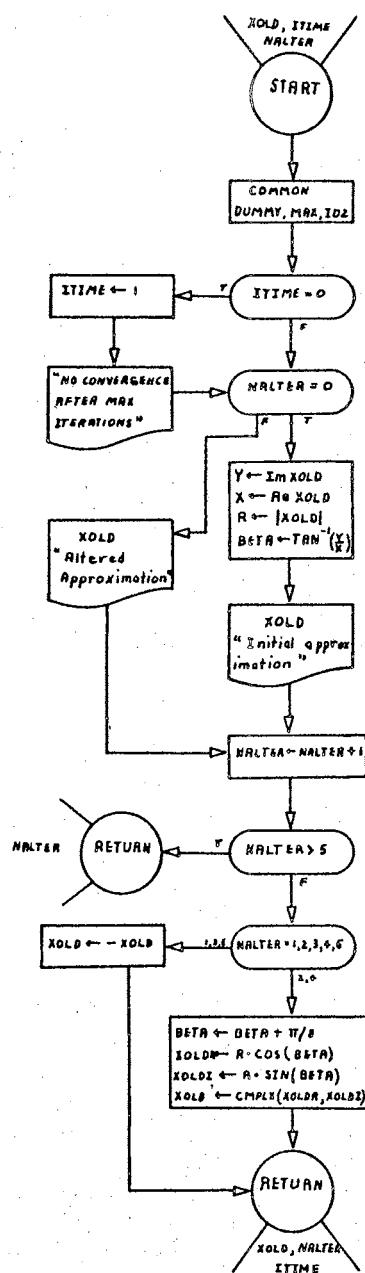 XOLD, ITIME
NALTER
START
COMMON
DUMMY, MAX, IO2
ITIME = 0
T
ITIME ← 1
F
"NO CONVERGENCE
AFTER MAX
ITERATIONS"
NALTER = 0
F
T
Y ← Im XOLD
X ← Re XOLD
R ← |XOLD|
BETA ← TAN⁻¹(Y/X)
XOLD
"Altered
Approximation"
XOLD
"Initial approx
imation"
NALTER ← NALTER + 1
NALTER > 5
T
RETURN
NALTER
F
NALTER = 1,2,3,4,5
1,3,5
XOLD ← - XOLD
2,4
BETA ← BETA + π/8
XOLDR ← R • COS(BETA)
XOLDI ← R • SIN(BETA)
XOLD ← CMPLX(XOLDR, XOLDI)
RETURN
XOLD, NALTER
ITIME